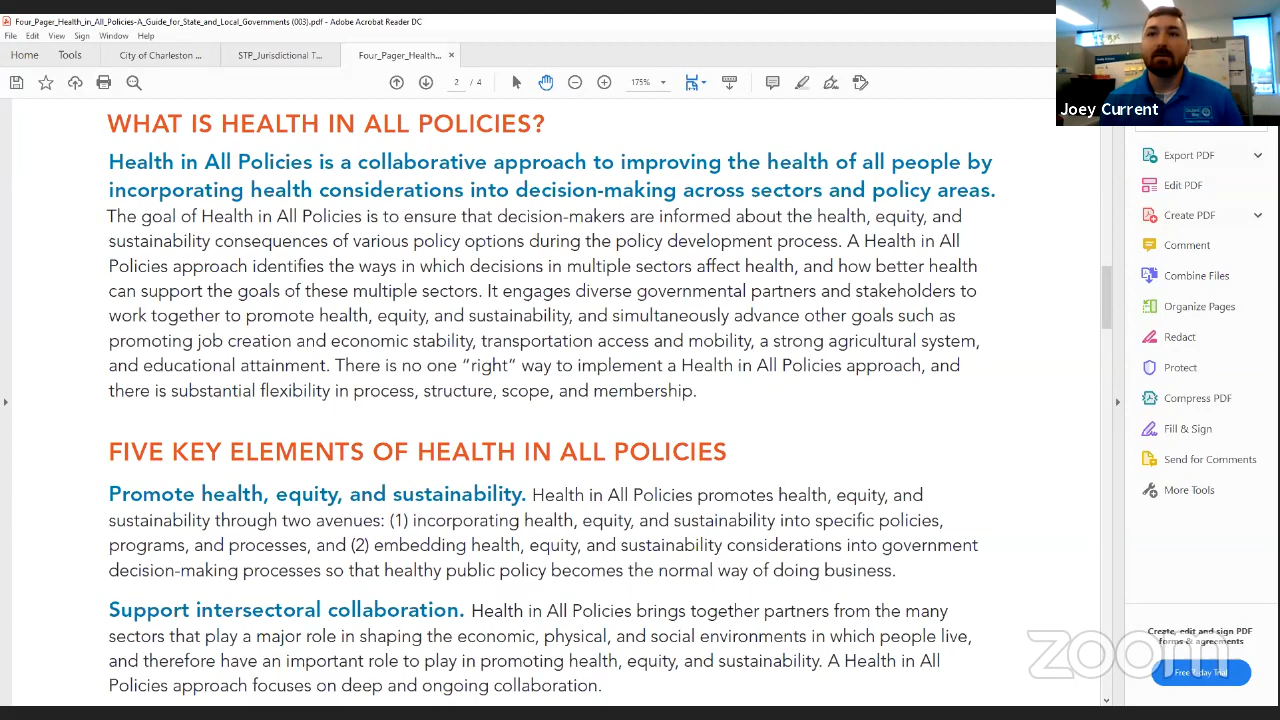 Four_Pager_Health_in_All_Policies-A_Guide_for_State_and_Local_Governments (003).pdf - Adobe Acrobat Reader DC
File Edit View Sign Window Help
Home Tools City of Charleston ... STP_Jurisdictional T... Four_Pager_Health... ×
2 / 4 175%
Joey Current
WHAT IS HEALTH IN ALL POLICIES?
Health in All Policies is a collaborative approach to improving the health of all people by
incorporating health considerations into decision-making across sectors and policy areas.
The goal of Health in All Policies is to ensure that decision-makers are informed about the health, equity, and
sustainability consequences of various policy options during the policy development process. A Health in All
Policies approach identifies the ways in which decisions in multiple sectors affect health, and how better health
can support the goals of these multiple sectors. It engages diverse governmental partners and stakeholders to
work together to promote health, equity, and sustainability, and simultaneously advance other goals such as
promoting job creation and economic stability, transportation access and mobility, a strong agricultural system,
and educational attainment. There is no one “right” way to implement a Health in All Policies approach, and
there is substantial flexibility in process, structure, scope, and membership.
FIVE KEY ELEMENTS OF HEALTH IN ALL POLICIES
Promote health, equity, and sustainability. Health in All Policies promotes health, equity, and
sustainability through two avenues: (1) incorporating health, equity, and sustainability into specific policies,
programs, and processes, and (2) embedding health, equity, and sustainability considerations into government
decision-making processes so that healthy public policy becomes the normal way of doing business.
Support intersectoral collaboration. Health in All Policies brings together partners from the many
sectors that play a major role in shaping the economic, physical, and social environments in which people live,
and therefore have an important role to play in promoting health, equity, and sustainability. A Health in All
Policies approach focuses on deep and ongoing collaboration.
Export PDF
Edit PDF
Create PDF
Comment
Combine Files
Organize Pages
Redact
Protect
Compress PDF
Fill & Sign
Send for Comments
More Tools
Create, edit and sign PDF
forms & agreements
Free 7-day Trial
zoom